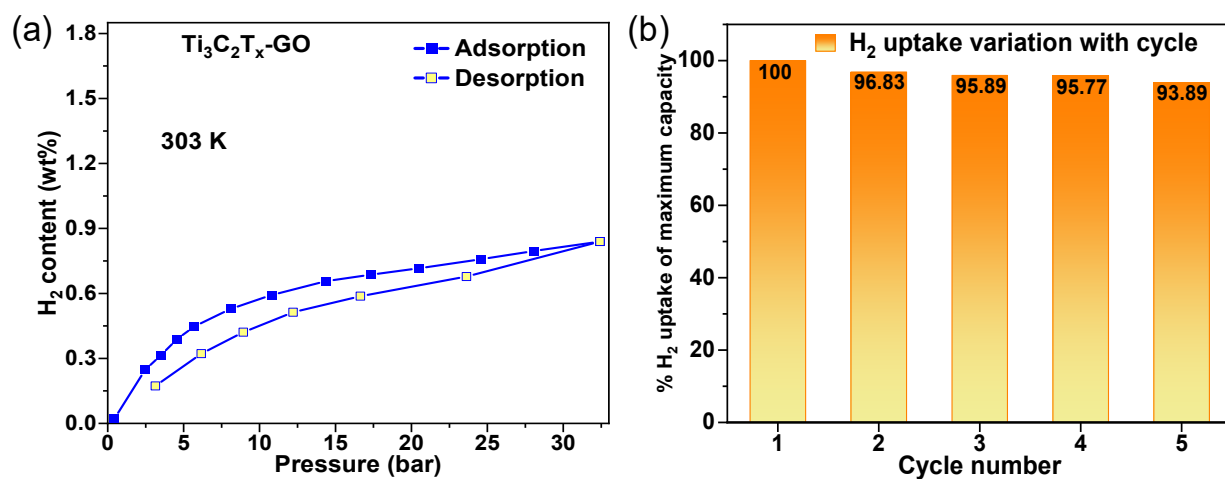 (a)
Ti₃C₂Tₓ-GO
Adsorption
Desorption
303 K
H₂ content (wt%)
1.8
1.5
1.2
0.9
0.6
0.3
0.0
0 5 10 15 20 25 30
Pressure (bar)
(b)
H₂ uptake variation with cycle
% H₂ uptake of maximum capacity
100
80
60
40
20
0
100 96.83 95.89 95.77 93.89
1 2 3 4 5
Cycle number